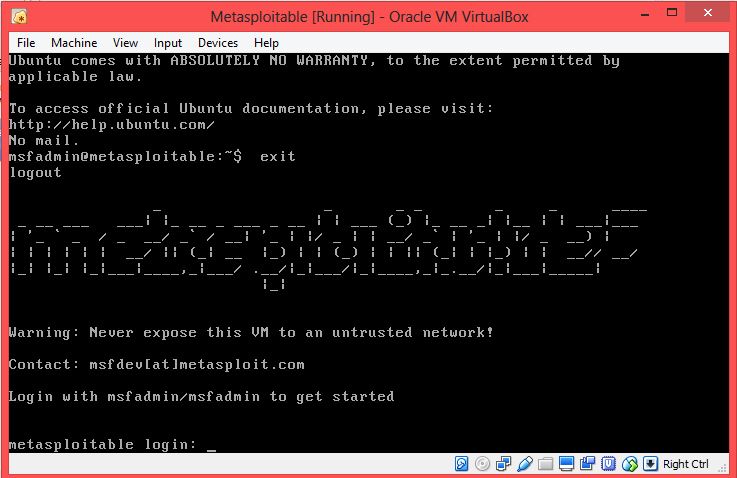 Metasploitable [Running] - Oracle VM VirtualBox
File Machine View Input Devices Help
Ubuntu comes with ABSOLUTELY NO WARRANTY, to the extent permitted by
applicable law.
To access official Ubuntu documentation, please visit:
http://help.ubuntu.com/
No mail.
msfadmin@metasploitable:~$  exit
logout
metasploitable2
Warning: Never expose this VM to an untrusted network!
Contact: msfdev[at]metasploit.com
Login with msfadmin/msfadmin to get started
metasploitable login: _
Right Ctrl